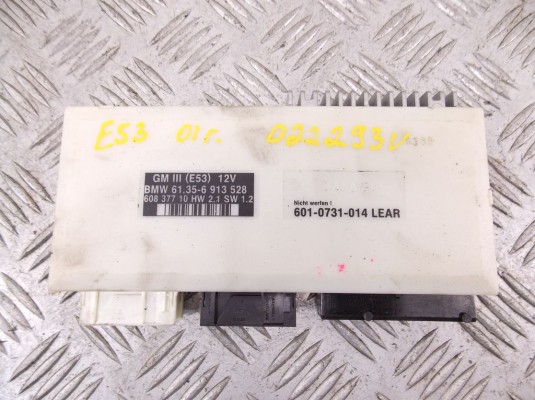 E53 01г. 022293v
GM III (E53) 12V
BMW 61.35-6 913 528
608 377 10 HW 2.1 SW 1.2
Nicht werfen !
601-0731-014 LEAR